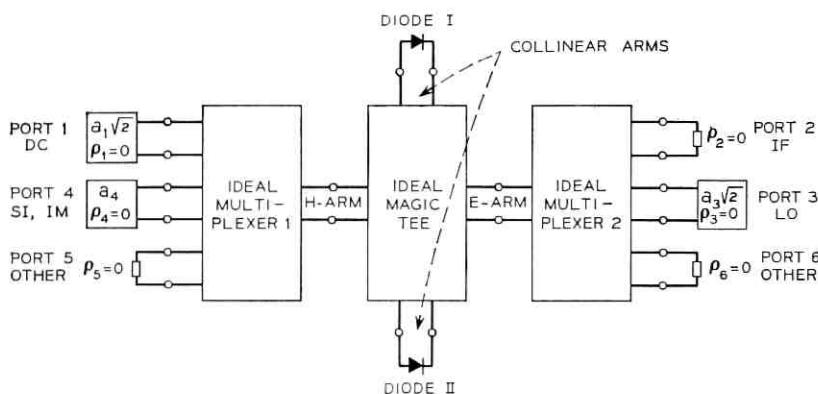 DIODE I
COLLINEAR ARMS
PORT 1
DC
a₁√2
ρ₁=0
PORT 4
SI, IM
a₄
ρ₄=0
PORT 5
OTHER
ρ₅=0
IDEAL
MULTI-
PLEXER 1
H-ARM
IDEAL
MAGIC
TEE
E-ARM
IDEAL
MULTI-
PLEXER 2
ρ₂=0
PORT 2
IF
a₃√2
ρ₃=0
PORT 3
LO
ρ₆=0
PORT 6
OTHER
DIODE II